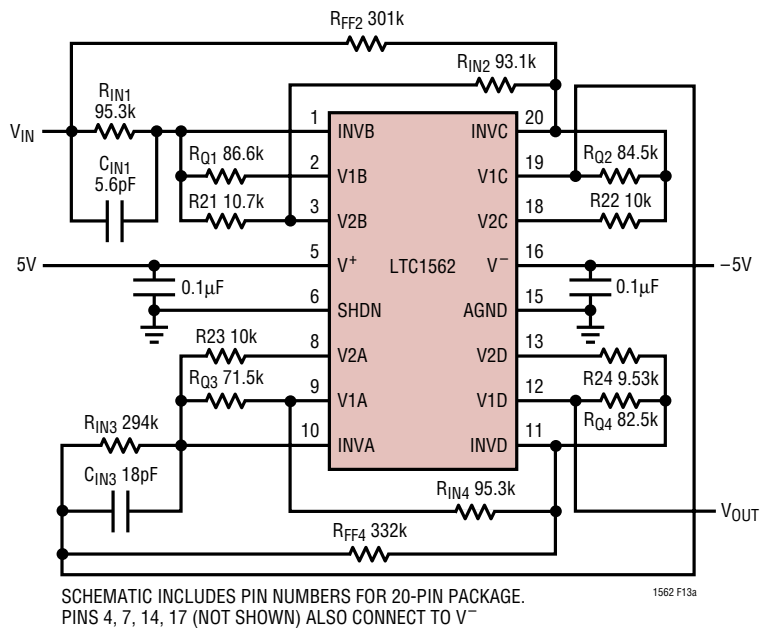 RFF2 301k
RIN2 93.1k
RIN1
95.3k
VIN
CIN1
5.6pF
RQ1 86.6k
R21 10.7k
1 INVB INVC 20
2 V1B V1C 19
3 V2B V2C 18
5 V+ LTC1562 V− 16
6 SHDN AGND 15
8 V2A V2D 13
9 V1A V1D 12
10 INVA INVD 11
RQ2 84.5k
R22 10k
5V
−5V
0.1µF
0.1µF
R23 10k
RQ3 71.5k
R24 9.53k
RQ4 82.5k
RIN3 294k
CIN3 18pF
RIN4 95.3k
VOUT
RFF4 332k
SCHEMATIC INCLUDES PIN NUMBERS FOR 20-PIN PACKAGE.
PINS 4, 7, 14, 17 (NOT SHOWN) ALSO CONNECT TO V−
1562 F13a